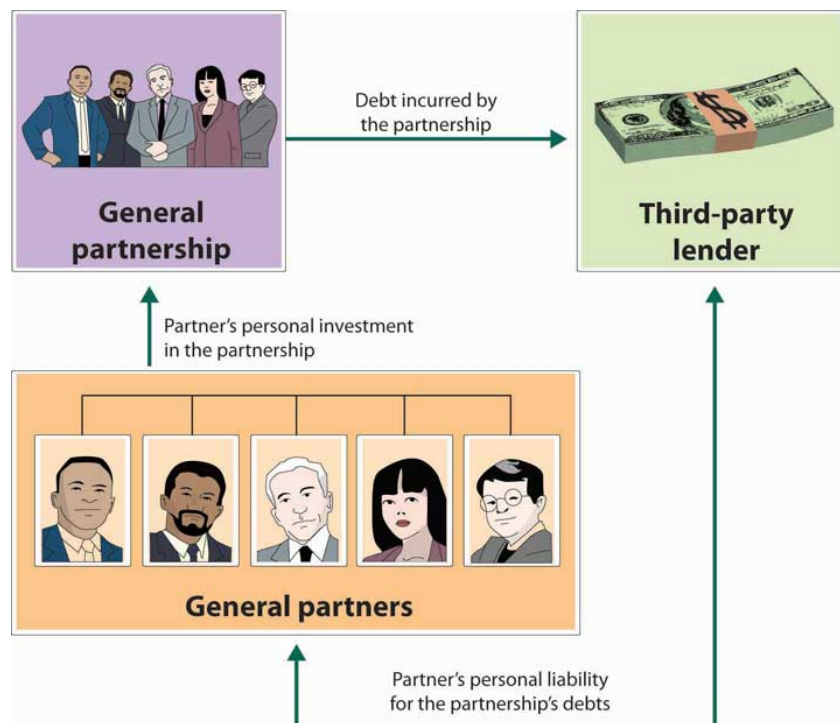 Debt incurred by
the partnership
General
partnership
Third-party
lender
Partner's personal investment
in the partnership
General partners
Partner's personal liability
for the partnership's debts